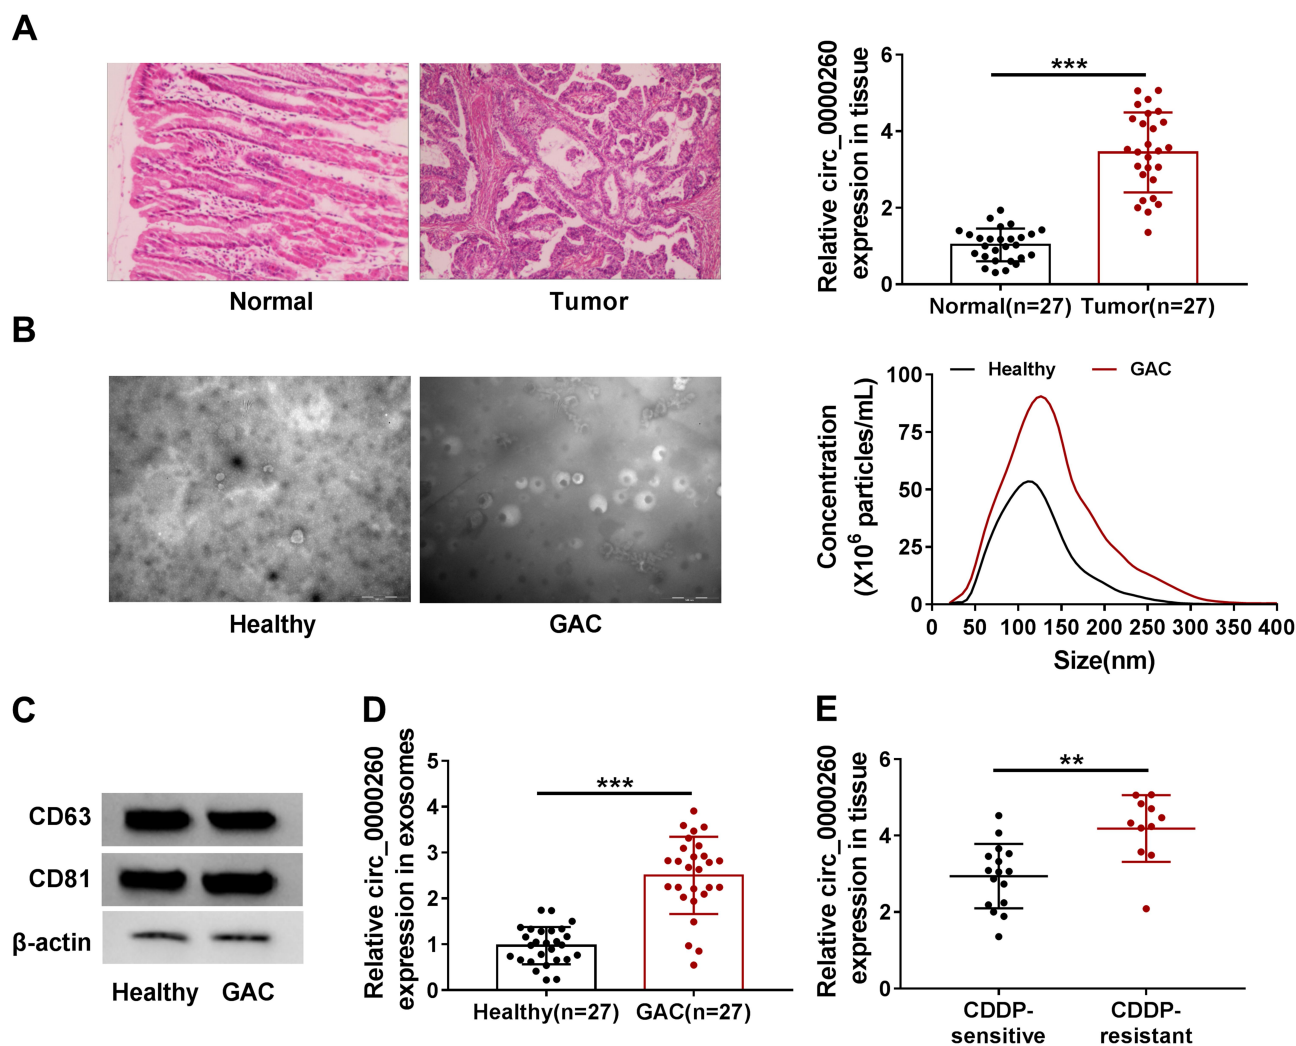 A
Normal
Tumor
Relative circ_0000260
expression in tissue
6
4
2
0
***
Normal(n=27)
Tumor(n=27)
B
Healthy
GAC
Concentration
(X10⁶ particles/mL)
100
75
50
25
0
Healthy
GAC
0 50 100 150 200 250 300 350 400
Size(nm)
C
CD63
CD81
β-actin
Healthy
GAC
D
Relative circ_0000260
expression in exosomes
5
4
3
2
1
0
***
Healthy(n=27)
GAC(n=27)
E
Relative circ_0000260
expression in tissue
6
4
2
0
**
CDDP-
sensitive
CDDP-
resistant